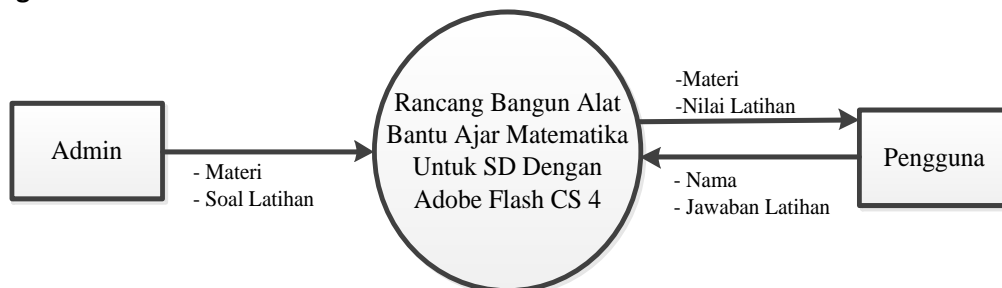 Admin
- Materi
- Soal Latihan
Rancang Bangun Alat
Bantu Ajar Matematika
Untuk SD Dengan
Adobe Flash CS 4
-Materi
-Nilai Latihan
- Nama
- Jawaban Latihan
Pengguna